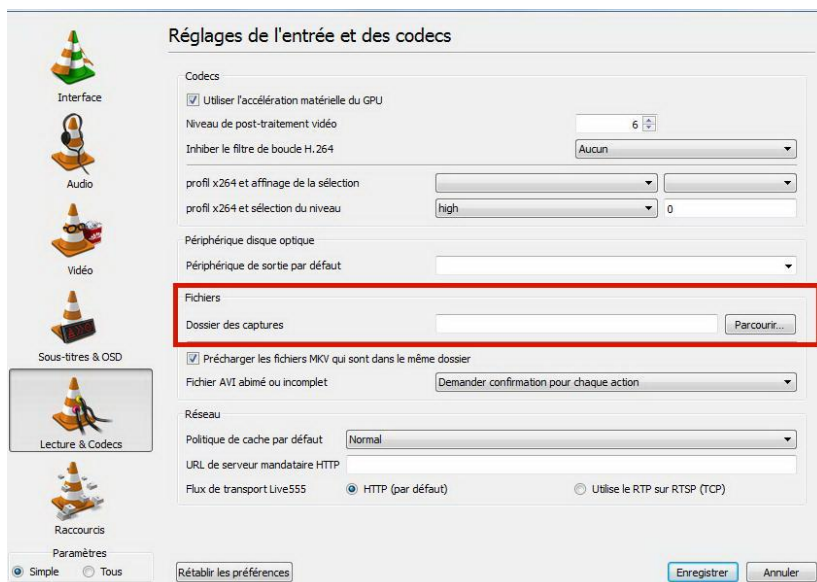 Réglages de l'entrée et des codecs
Interface
Audio
Vidéo
Sous-titres & OSD
Lecture & Codecs
Raccourcis
Paramètres
Simple Tous
Codecs
Utiliser l'accélération matérielle du GPU
Niveau de post-traitement vidéo 6
Inhiber le filtre de boucle H.264 Aucun
profil x264 et affinage de la sélection
profil x264 et sélection du niveau high 0
Périphérique disque optique
Périphérique de sortie par défaut
Fichiers
Dossier des captures Parcourir...
Précharger les fichiers MKV qui sont dans le même dossier
Fichier AVI abimé ou incomplet Demander confirmation pour chaque action
Réseau
Politique de cache par défaut Normal
URL de serveur mandataire HTTP
Flux de transport Live555 HTTP (par défaut) Utilise le RTP sur RTSP (TCP)
Rétablir les préférences Enregistrer Annuler